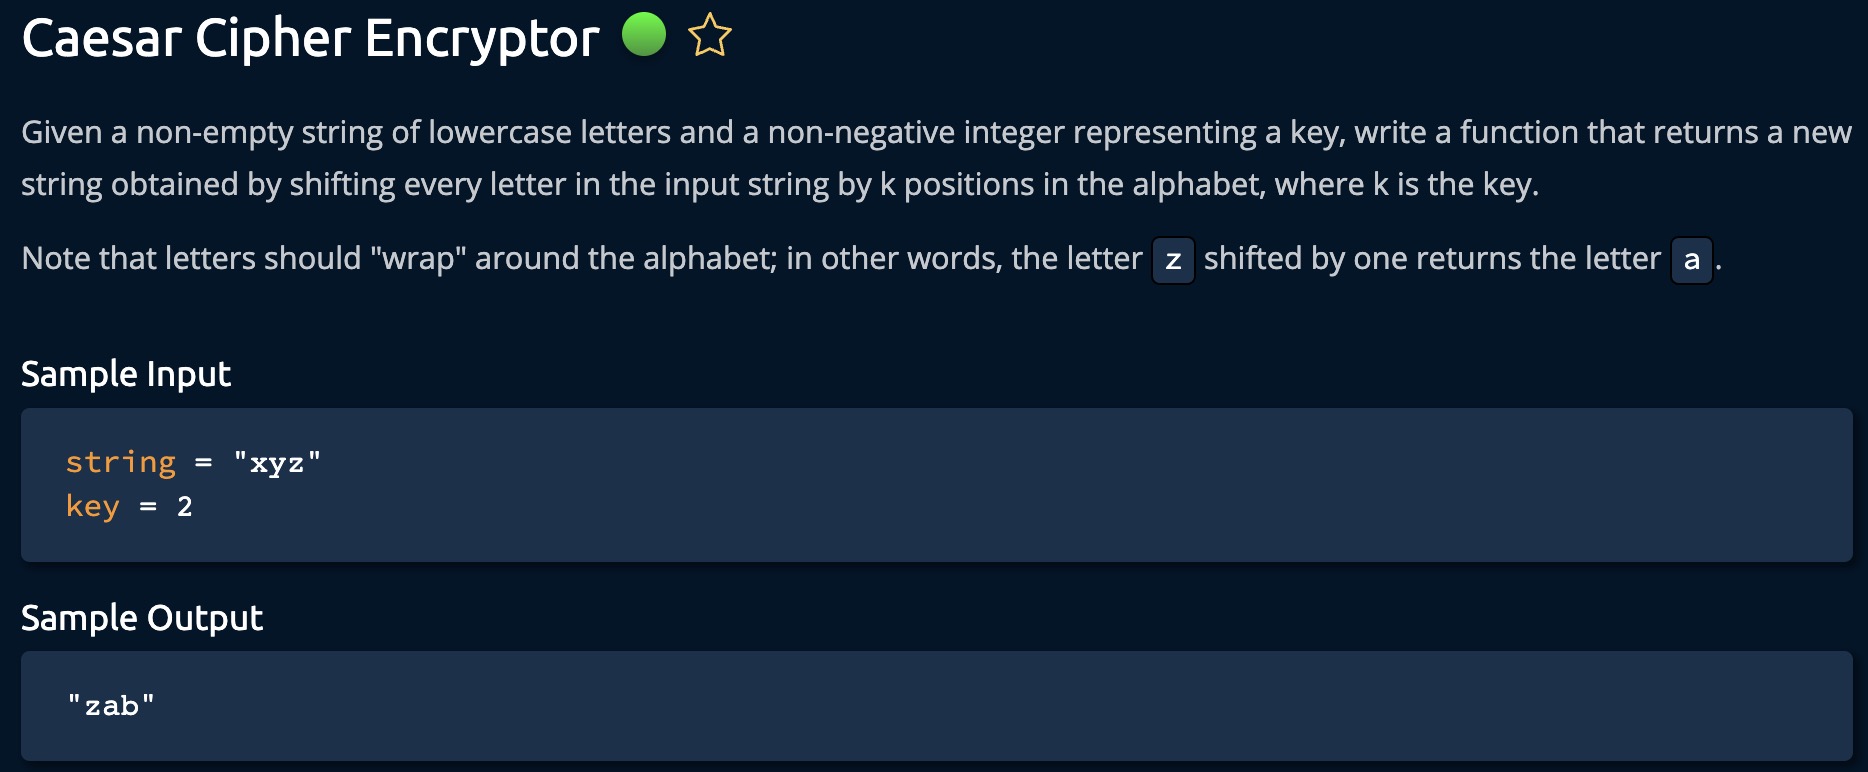 Caesar Cipher Encryptor
Given a non-empty string of lowercase letters and a non-negative integer representing a key, write a function that returns a new
string obtained by shifting every letter in the input string by k positions in the alphabet, where k is the key.
Note that letters should "wrap" around the alphabet; in other words, the letter z shifted by one returns the letter a.
Sample Input
string = "xyz"
key = 2
Sample Output
"zab"